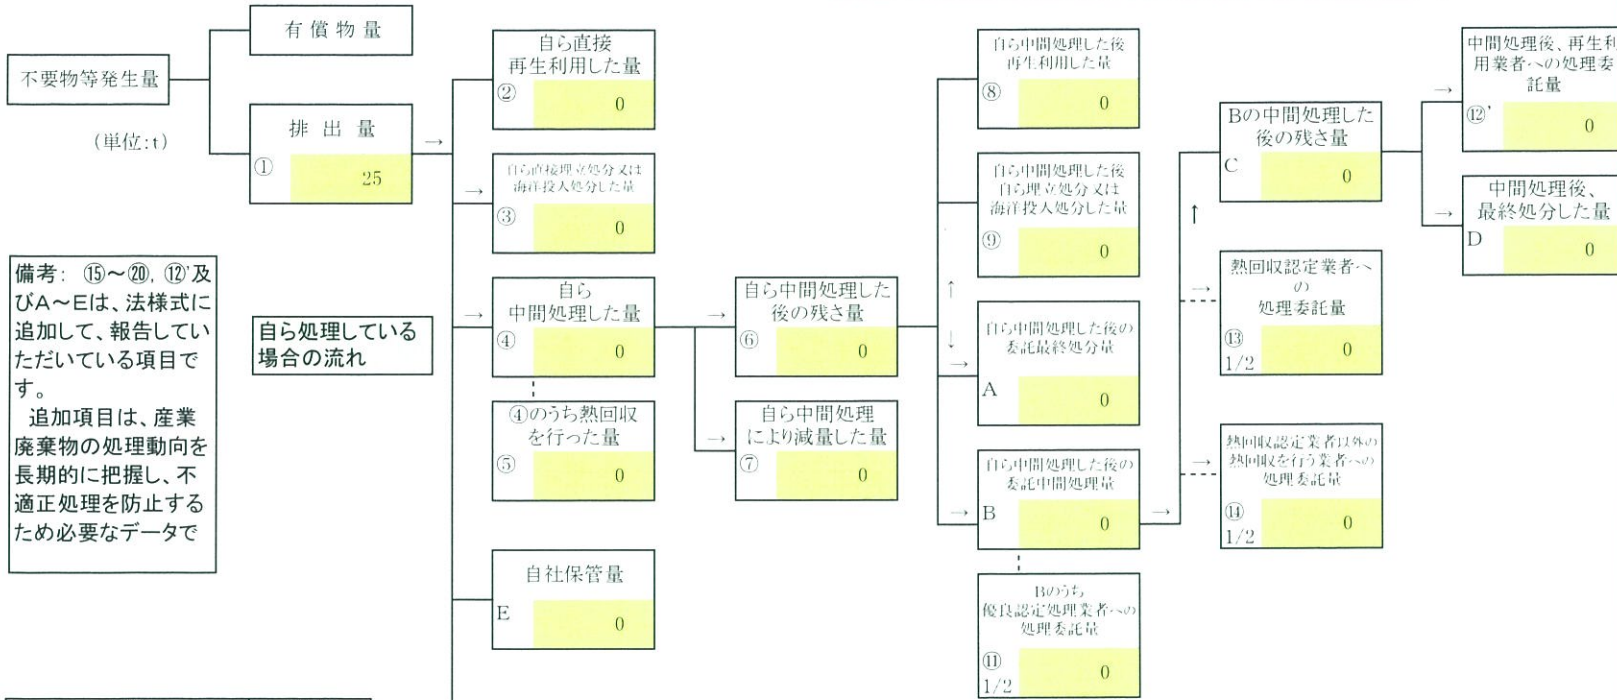 有償物量
不要物等発生量
(単位:t)
排出量
①
25
→
自ら直接
再生利用した量
②
0
→
自ら直接埋立処分又は
海洋投入処分した量
③
0
→
自ら
中間処理した量
④
0
④のうち熱回収
を行った量
⑤
0
自社保管量
E
0
備考: ⑮~⑳, ⑫'及
びA~Eは、法様式に
追加して、報告してい
ただいている項目で
す。
追加項目は、産業
廃棄物の処理動向を
長期的に把握し、不
適正処理を防止する
ため必要なデータで
自ら処理している
場合の流れ
→
自ら中間処理した
後の残さ量
⑥
0
→
自ら中間処理
により減量した量
⑦
0
自ら中間処理した後
再生利用した量
⑧
0
自ら中間処理した後
自ら埋立処分又は
海洋投入処分した量
⑨
0
↑
↓
→
自ら中間処理した後の
委託最終処分量
A
0
→
自ら中間処理した後の
委託中間処理量
B
0
→
Bのうち
優良認定処理業者への
処理委託量
⑪
1/2
0
↑
Bの中間処理した
後の残さ量
C
0
→
熱回収認定業者へ
の
処理委託量
⑬
1/2
0
→
熱回収認定業者以外の
熱回収を行う業者への
処理委託量
⑭
1/2
0
→
中間処理後、再生利
用業者への処理委
託量
⑫'
0
→
中間処理後、
最終処分した量
D
0